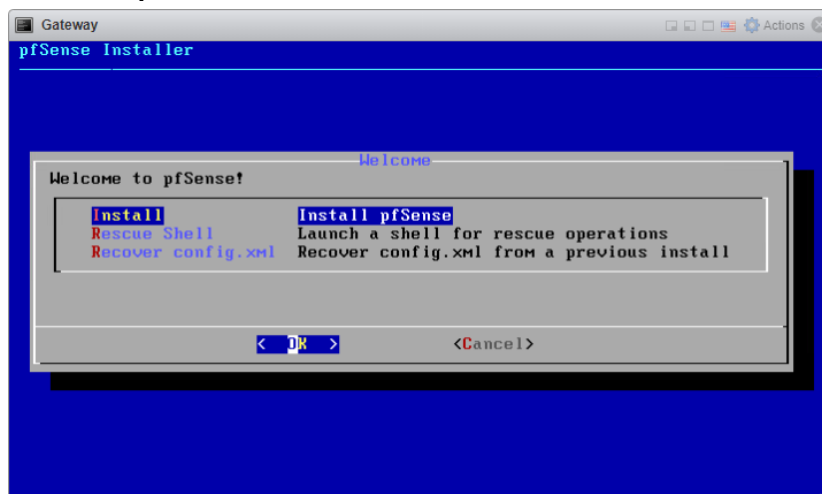 Gateway
Actions
pfSense Installer
Welcome
Welcome to pfSense!
Install Install pfSense
Rescue Shell Launch a shell for rescue operations
Recover config.xml Recover config.xml from a previous install
< OK > <Cancel>